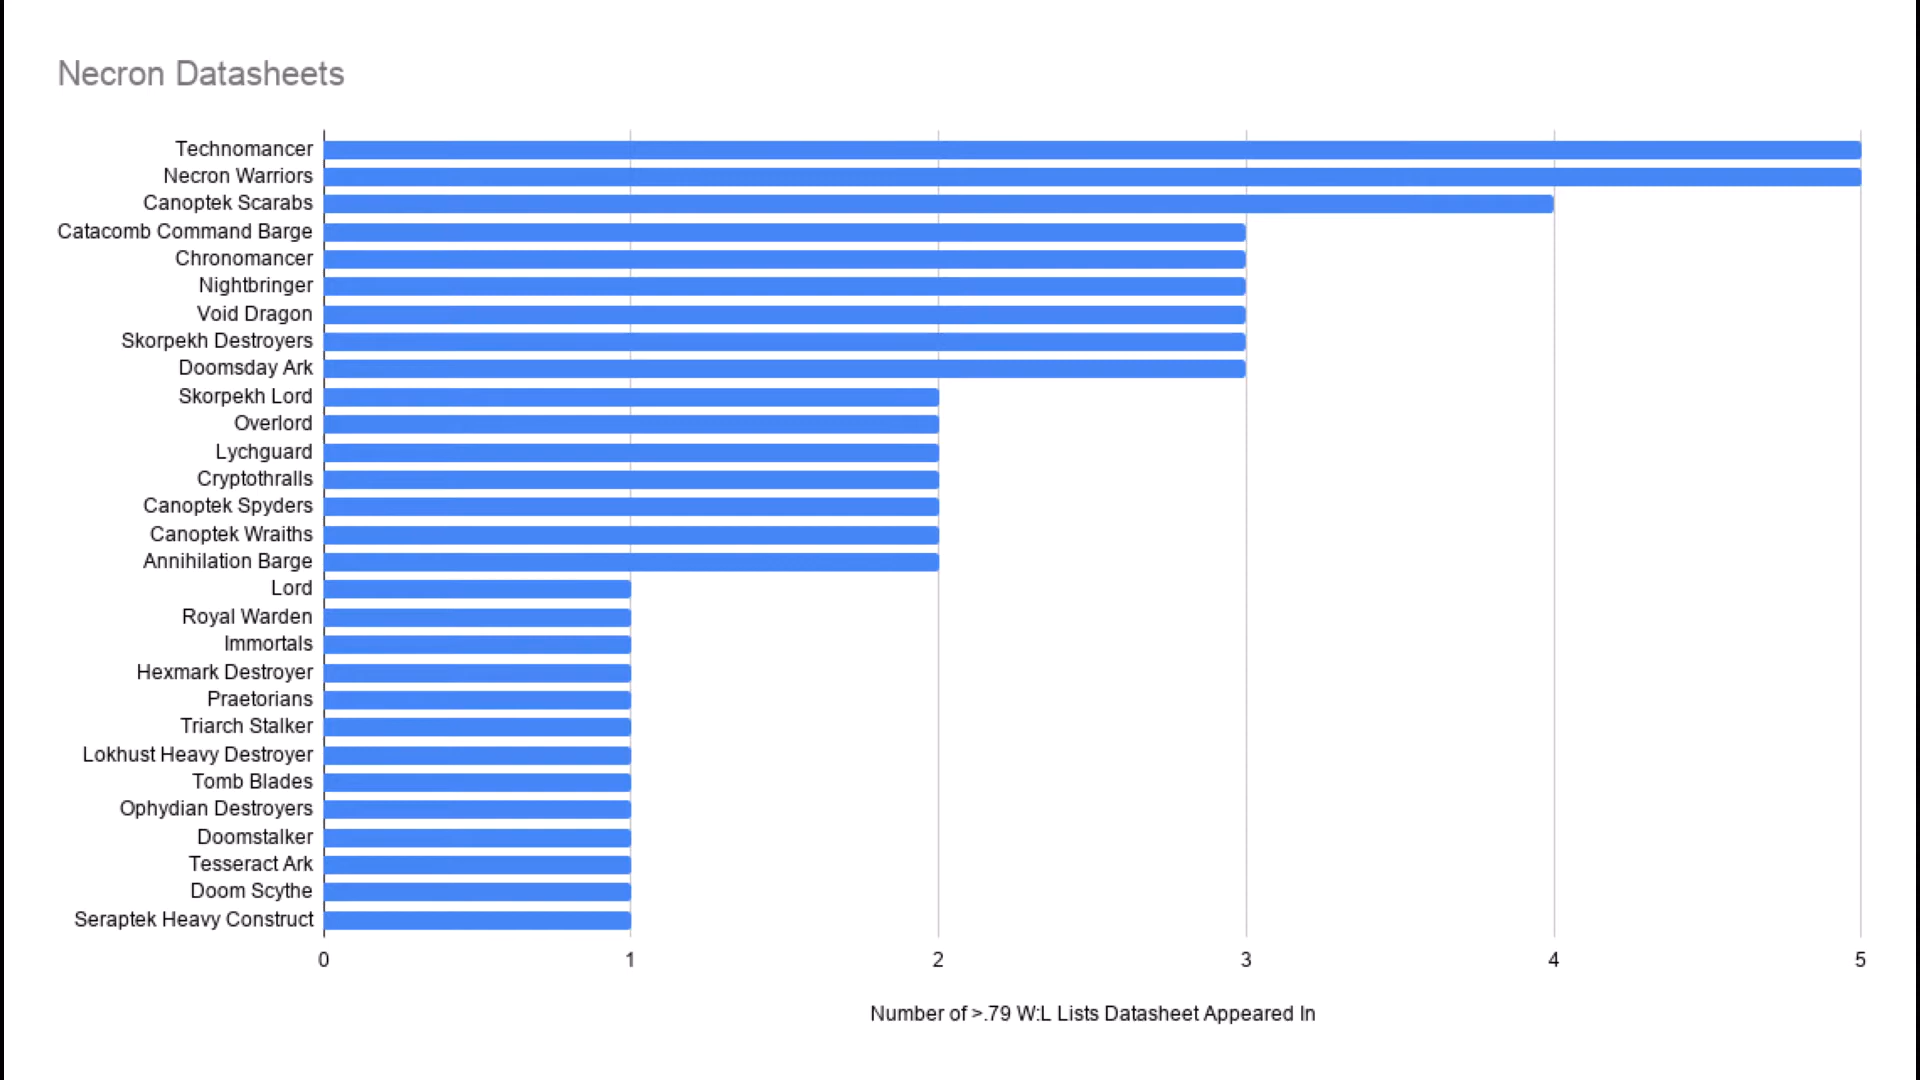 Necron Datasheets
Technomancer
Necron Warriors
Canoptek Scarabs
Catacomb Command Barge
Chronomancer
Nightbringer
Void Dragon
Skorpekh Destroyers
Doomsday Ark
Skorpekh Lord
Overlord
Lychguard
Cryptothralls
Canoptek Spyders
Canoptek Wraiths
Annihilation Barge
Lord
Royal Warden
Immortals
Hexmark Destroyer
Praetorians
Triarch Stalker
Lokhust Heavy Destroyer
Tomb Blades
Ophydian Destroyers
Doomstalker
Tesseract Ark
Doom Scythe
Seraptek Heavy Construct
0 1 2 3 4 5
Number of >.79 W:L Lists Datasheet Appeared In